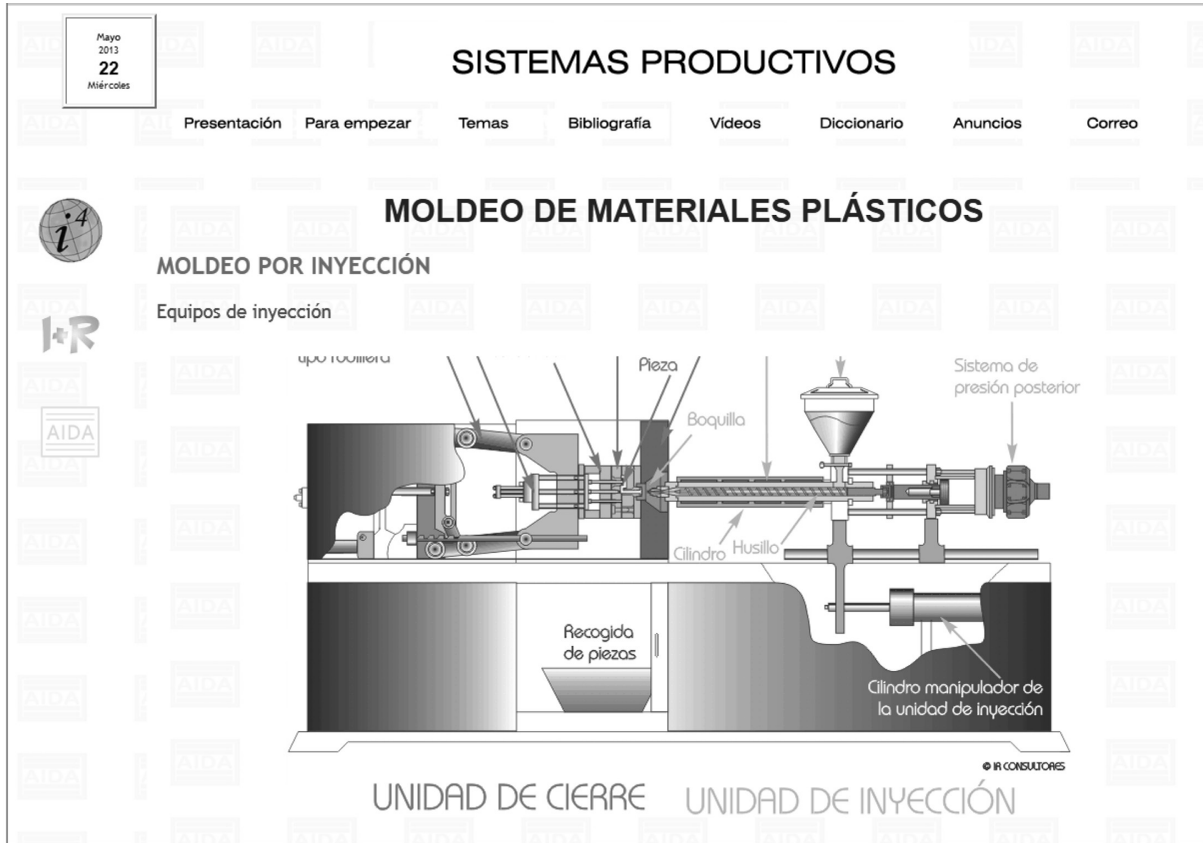 Mayo
2013
22
Miércoles
SISTEMAS PRODUCTIVOS
Presentación Para empezar Temas Bibliografía Vídeos Diccionario Anuncios Correo
MOLDEO DE MATERIALES PLÁSTICOS
i4
MOLDEO POR INYECCIÓN
Equipos de inyección
I+R
AIDA
Pieza
Sistema de
presión posterior
Boquilla
Cilindro Husillo
Recogida
de piezas
Cilindro manipulador de
la unidad de inyección
© IR CONSULTORES
UNIDAD DE CIERRE UNIDAD DE INYECCIÓN